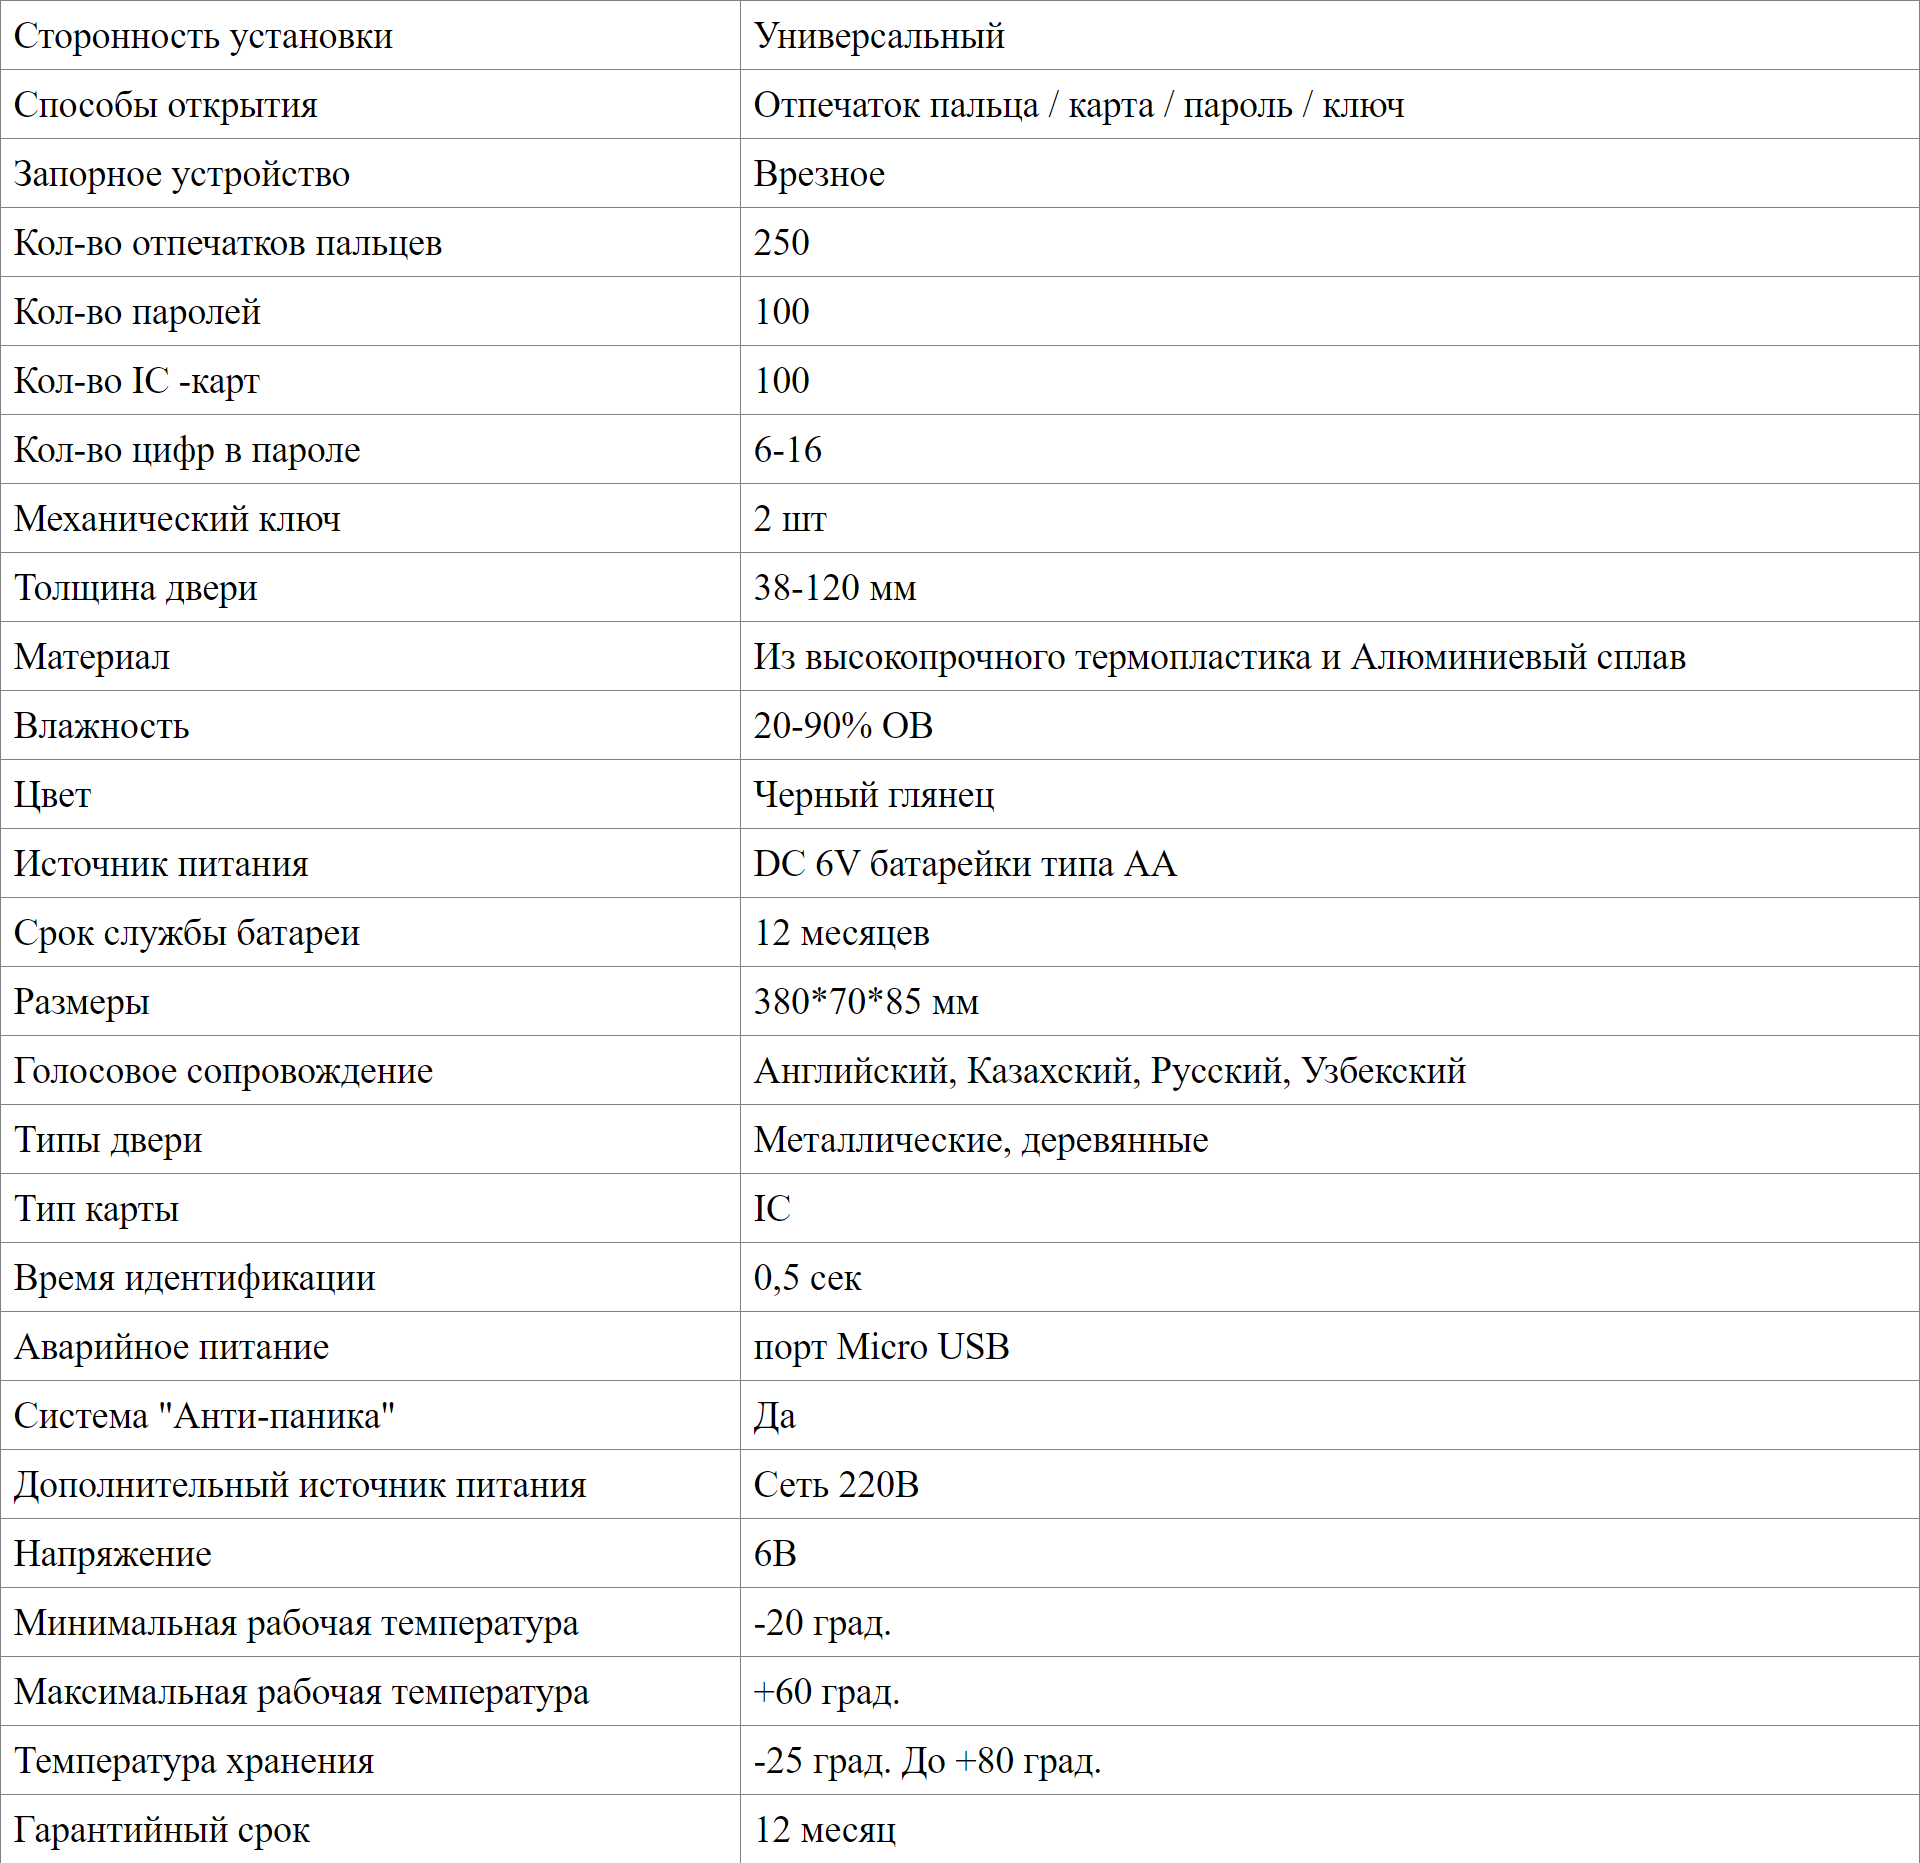 Сторонность установки Универсальный
Способы открытия Отпечаток пальца / карта / пароль / ключ
Запорное устройство Врезное
Кол-во отпечатков пальцев 250
Кол-во паролей 100
Кол-во IC -карт 100
Кол-во цифр в пароле 6-16
Механический ключ 2 шт
Толщина двери 38-120 мм
Материал Из высокопрочного термопластика и Алюминиевый сплав
Влажность 20-90% ОВ
Цвет Черный глянец
Источник питания DC 6V батарейки типа АА
Срок службы батареи 12 месяцев
Размеры 380*70*85 мм
Голосовое сопровождение Английский, Казахский, Русский, Узбекский
Типы двери Металлические, деревянные
Тип карты IC
Время идентификации 0,5 сек
Аварийное питание порт Micro USB
Система "Анти-паника" Да
Дополнительный источник питания Сеть 220В
Напряжение 6В
Минимальная рабочая температура -20 град.
Максимальная рабочая температура +60 град.
Температура хранения -25 град. До +80 град.
Гарантийный срок 12 месяц